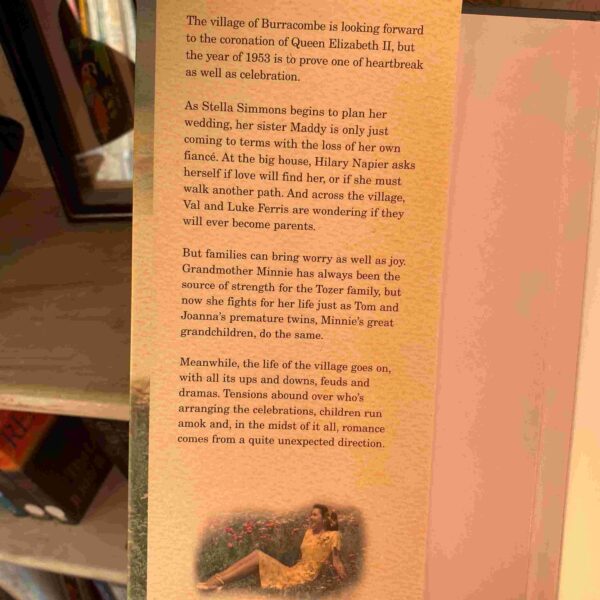 The village of Burracombe is looking forward
to the coronation of Queen Elizabeth II, but
the year of 1953 is to prove one of heartbreak
as well as celebration.
As Stella Simmons begins to plan her
wedding, her sister Maddy is only just
coming to terms with the loss of her own
fiancé. At the big house, Hilary Napier asks
herself if love will find her, or if she must
walk another path. And across the village,
Val and Luke Ferris are wondering if they
will ever become parents.
But families can bring worry as well as joy.
Grandmother Minnie has always been the
source of strength for the Tozer family, but
now she fights for her life just as Tom and
Joanna's premature twins, Minnie's great
grandchildren, do the same.
Meanwhile, the life of the village goes on,
with all its ups and downs, feuds and
dramas. Tensions abound over who's
arranging the celebrations, children run
amok and, in the midst of it all, romance
comes from a quite unexpected direction.